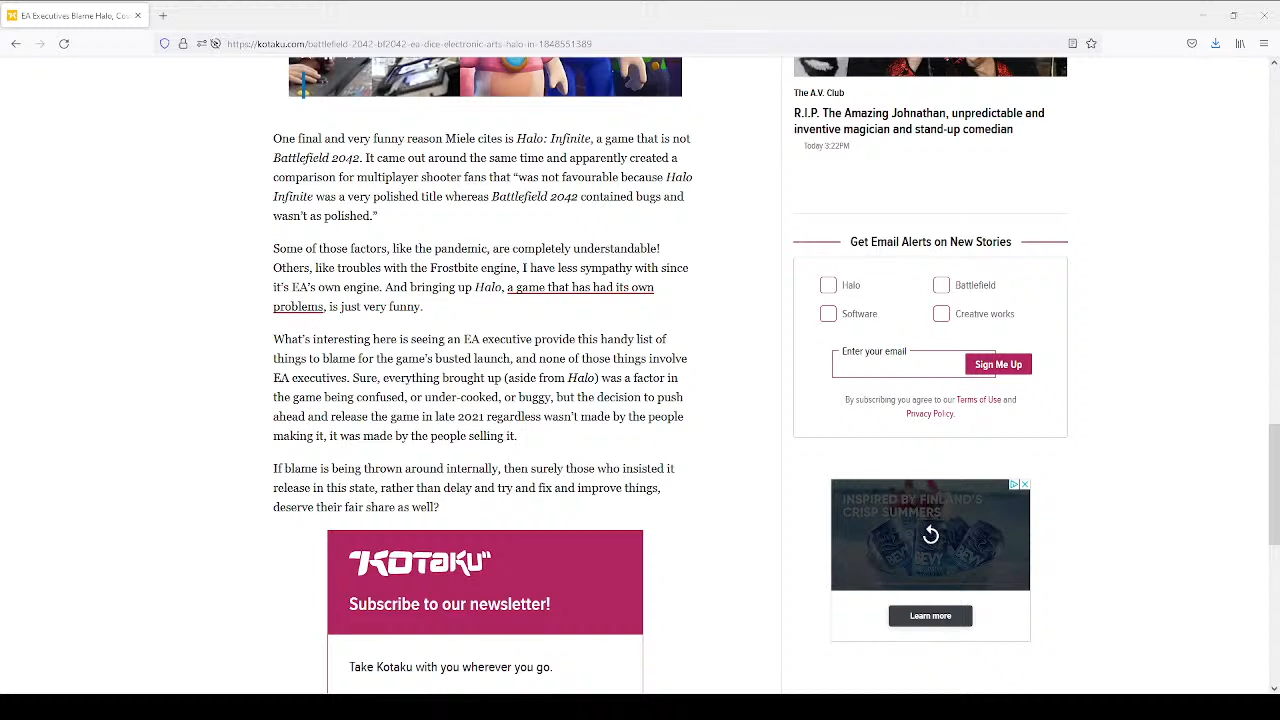 EA Executives Blame Halo, Cov
https://kotaku.com/battlefield-2042-bf2042-ea-dice-electronic-arts-halo-in-1848551389
One final and very funny reason Miele cites is Halo: Infinite, a game that is not
Battlefield 2042. It came out around the same time and apparently created a
comparison for multiplayer shooter fans that “was not favourable because Halo
Infinite was a very polished title whereas Battlefield 2042 contained bugs and
wasn’t as polished.”
Some of those factors, like the pandemic, are completely understandable!
Others, like troubles with the Frostbite engine, I have less sympathy with since
it’s EA’s own engine. And bringing up Halo, a game that has had its own
problems, is just very funny.
What’s interesting here is seeing an EA executive provide this handy list of
things to blame for the game’s busted launch, and none of those things involve
EA executives. Sure, everything brought up (aside from Halo) was a factor in
the game being confused, or under-cooked, or buggy, but the decision to push
ahead and release the game in late 2021 regardless wasn’t made by the people
making it, it was made by the people selling it.
If blame is being thrown around internally, then surely those who insisted it
release in this state, rather than delay and try and fix and improve things,
deserve their fair share as well?
KOTAKU
Subscribe to our newsletter!
Take Kotaku with you wherever you go.
The A.V. Club
R.I.P. The Amazing Johnathan, unpredictable and
inventive magician and stand-up comedian
Today 3:22PM
Get Email Alerts on New Stories
Halo
Battlefield
Software
Creative works
Enter your email
Sign Me Up
By subscribing you agree to our Terms of Use and
Privacy Policy.
INSPIRED BY FINLAND'S
CRISP SUMMERS
BEVY BEVY BEVY
Learn more